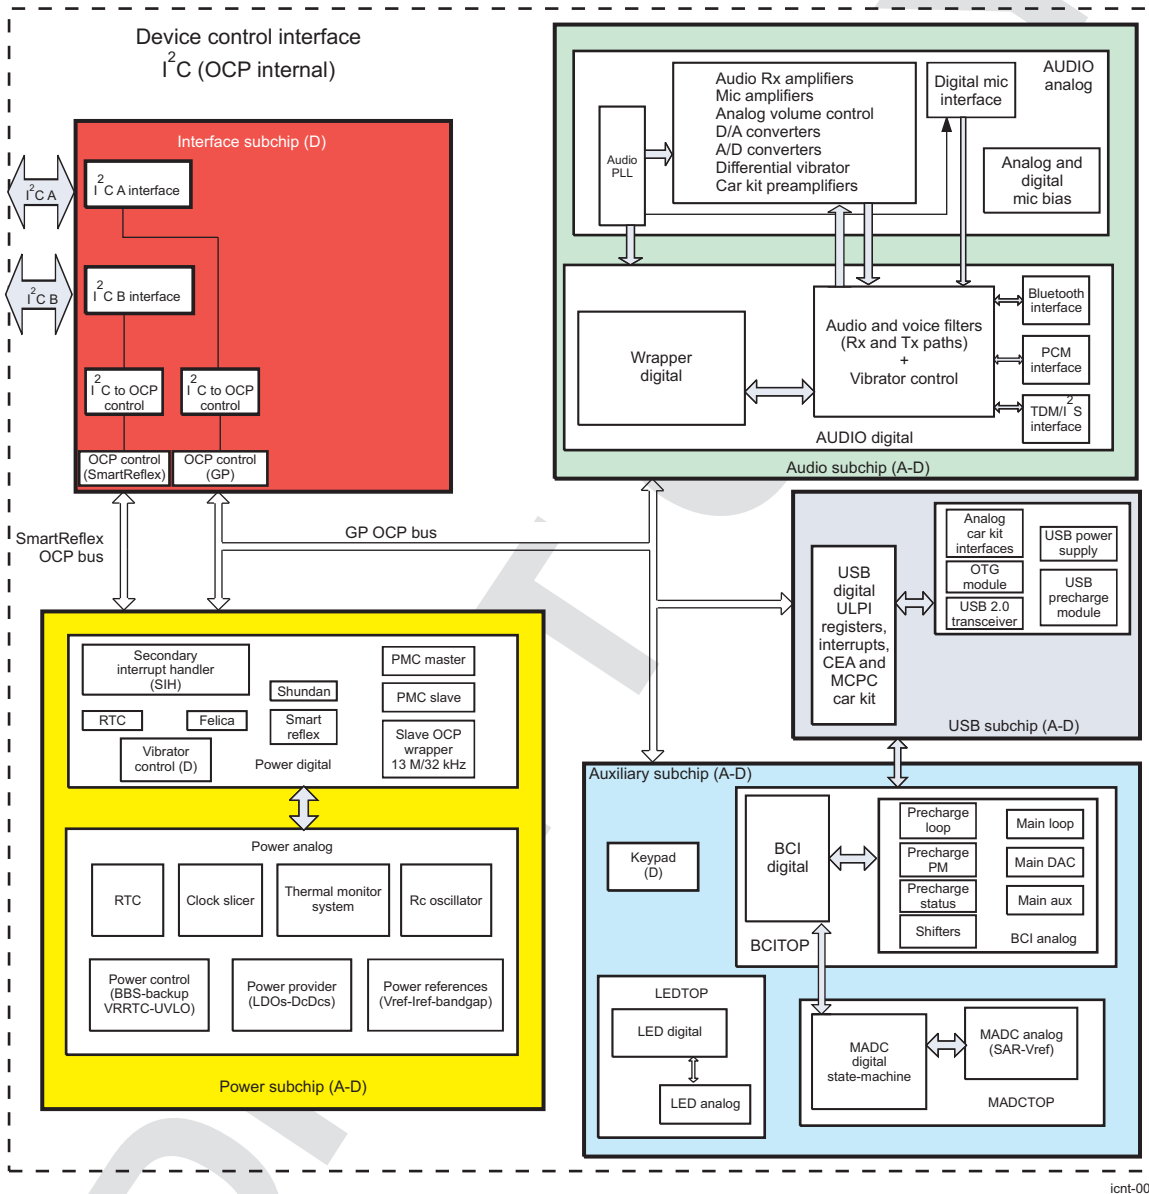 Device control interface
I2C (OCP internal)
Interface subchip (D)
I2C A
I2C A interface
I2C B
I2C B interface
I2C to OCP
control
I2C to OCP
control
OCP control
(SmartReflex)
OCP control
(GP)
SmartReflex
OCP bus
GP OCP bus
AUDIO
analog
Audio
PLL
Audio Rx amplifiers
Mic amplifiers
Analog volume control
D/A converters
A/D converters
Differential vibrator
Car kit preamplifiers
Digital mic
interface
Analog and
digital
mic bias
Wrapper
digital
Audio and voice filters
(Rx and Tx paths)
+
Vibrator control
Bluetooth
interface
PCM
interface
TDM/I2S
interface
AUDIO digital
Audio subchip (A-D)
USB
digital
ULPI
registers,
interrupts,
CEA and
MCPC
car kit
Analog
car kit
interfaces
OTG
module
USB 2.0
transceiver
USB power
supply
USB
precharge
module
USB subchip (A-D)
Secondary
interrupt handler
(SIH)
RTC
Felica
Vibrator
control (D)
Shundan
Smart
reflex
Power digital
PMC master
PMC slave
Slave OCP
wrapper
13 M/32 kHz
Power analog
RTC
Clock slicer
Thermal monitor
system
Rc oscillator
Power control
(BBS-backup
VRRTC-UVLO)
Power provider
(LDOs-DcDcs)
Power references
(Vref-Iref-bandgap)
Power subchip (A-D)
Auxiliary subchip (A-D)
Keypad
(D)
BCI
digital
BCITOP
Precharge
loop
Precharge
PM
Precharge
status
Shifters
Main loop
Main DAC
Main aux
BCI analog
LEDTOP
LED digital
LED analog
MADC
digital
state-machine
MADC analog
(SAR-Vref)
MADCTOP
icnt-00